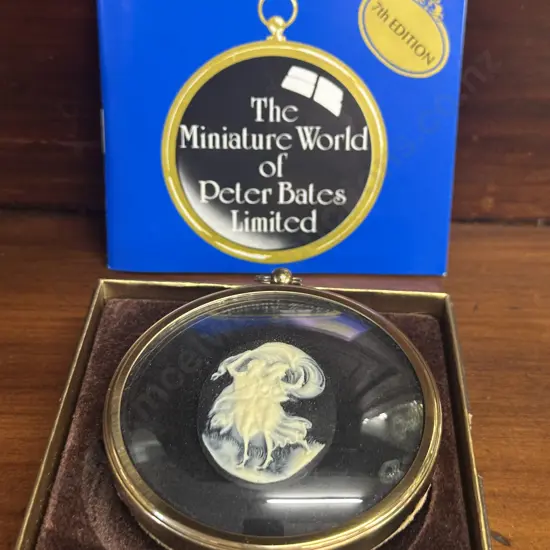 7th EDITION
The
Miniature World
of
Peter Bates
Limited